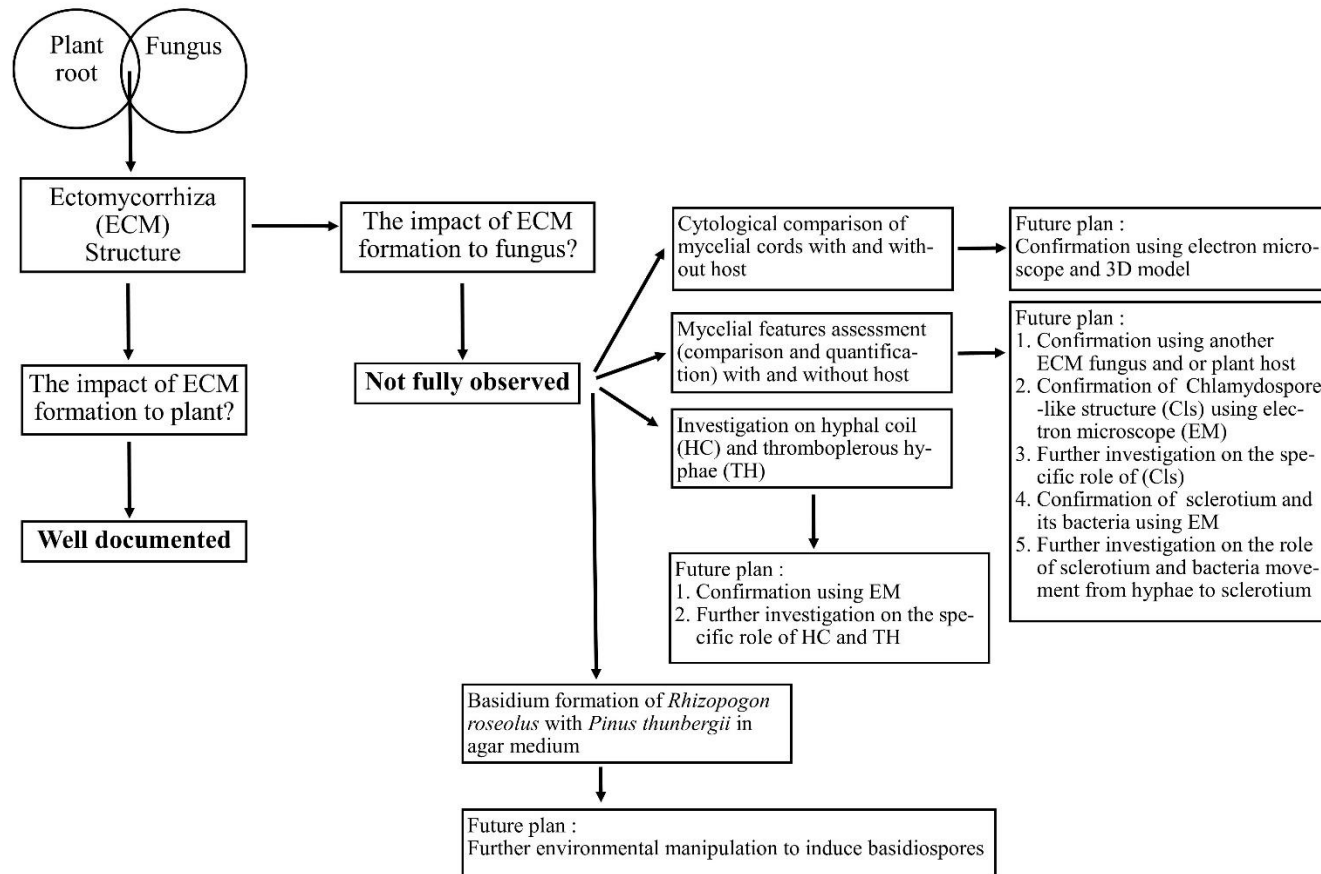 Plant
root
Fungus
Ectomycorrhiza
(ECM)
Structure
The impact of ECM
formation to fungus?
The impact of ECM
formation to plant?
Well documented
Not fully observed
Cytological comparison of
mycelial cords with and with-
out host
Future plan :
Confirmation using electron micro-
scope and 3D model
Mycelial features assessment
(comparison and quantifica-
tion) with and without host
Future plan :
1. Confirmation using another
ECM fungus and or plant host
2. Confirmation of Chlamydospore
-like structure (Cls) using elec-
tron microscope (EM)
3. Further investigation on the spe-
cific role of (Cls)
4. Confirmation of sclerotium and
its bacteria using EM
5. Further investigation on the role
of sclerotium and bacteria move-
ment from hyphae to sclerotium
Investigation on hyphal coil
(HC) and thromboplerous hy-
phae (TH)
Future plan :
1. Confirmation using EM
2. Further investigation on the spe-
cific role of HC and TH
Basidium formation of Rhizopogon
roseolus with Pinus thunbergii in
agar medium
Future plan :
Further environmental manipulation to induce basidiospores